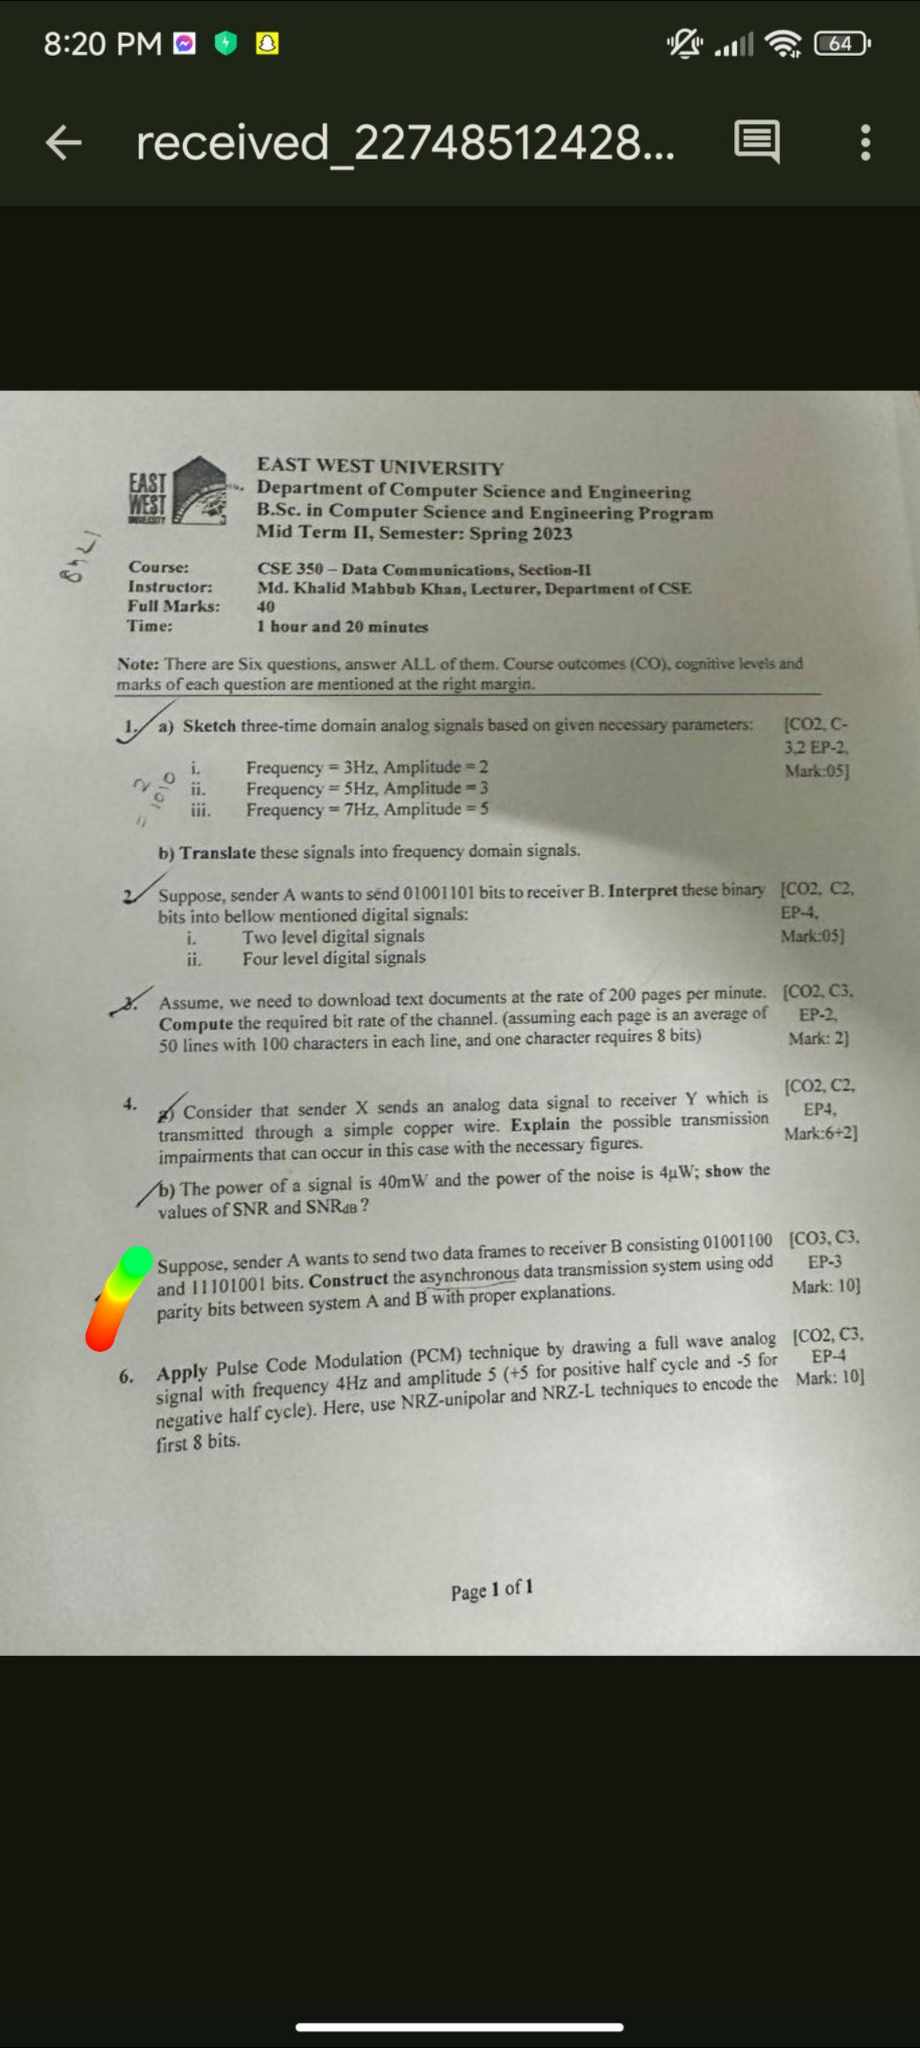 8:20 PM
64
received_22748512428...
EAST
WEST
UNIVERSITY
EAST WEST UNIVERSITY
Department of Computer Science and Engineering
B.Sc. in Computer Science and Engineering Program
Mid Term II, Semester: Spring 2023
1748
Course: CSE 350 – Data Communications, Section-II
Instructor: Md. Khalid Mahbub Khan, Lecturer, Department of CSE
Full Marks: 40
Time: 1 hour and 20 minutes
Note: There are Six questions, answer ALL of them. Course outcomes (CO), cognitive levels and
marks of each question are mentioned at the right margin.
1. a) Sketch three-time domain analog signals based on given necessary parameters: [CO2, C-
3,2 EP-2,
Mark:05]
i. Frequency = 3Hz, Amplitude = 2
ii. Frequency = 5Hz, Amplitude = 3
iii. Frequency = 7Hz, Amplitude = 5
b) Translate these signals into frequency domain signals.
2 Suppose, sender A wants to send 01001101 bits to receiver B. Interpret these binary [CO2, C2,
bits into bellow mentioned digital signals: EP-4,
i. Two level digital signals Mark:05]
ii. Four level digital signals
3. Assume, we need to download text documents at the rate of 200 pages per minute. [CO2, C3,
Compute the required bit rate of the channel. (assuming each page is an average of EP-2,
50 lines with 100 characters in each line, and one character requires 8 bits) Mark: 2]
4. a) Consider that sender X sends an analog data signal to receiver Y which is [CO2, C2,
transmitted through a simple copper wire. Explain the possible transmission EP4,
impairments that can occur in this case with the necessary figures. Mark:6+2]
b) The power of a signal is 40mW and the power of the noise is 4μW; show the
values of SNR and SNRdB ?
Suppose, sender A wants to send two data frames to receiver B consisting 01001100 [CO3, C3,
and 11101001 bits. Construct the asynchronous data transmission system using odd EP-3
parity bits between system A and B with proper explanations. Mark: 10]
6. Apply Pulse Code Modulation (PCM) technique by drawing a full wave analog [CO2, C3,
signal with frequency 4Hz and amplitude 5 (+5 for positive half cycle and -5 for EP-4
negative half cycle). Here, use NRZ-unipolar and NRZ-L techniques to encode the Mark: 10]
first 8 bits.
Page 1 of 1